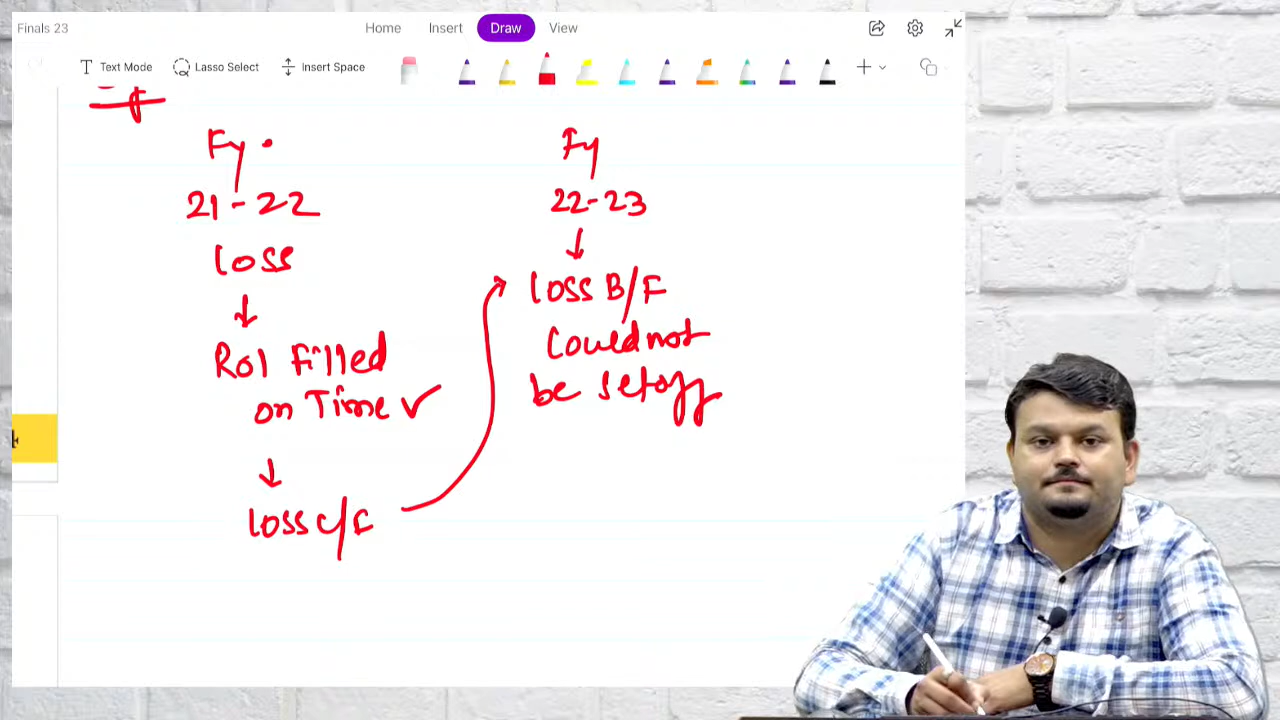 Finals 23
Home Insert Draw View
Text Mode Lasso Select Insert Space
Fy
21-22
loss
RoI Filled
on Time
loss C/F
Fy
22-23
loss B/F
Could not
be setoff